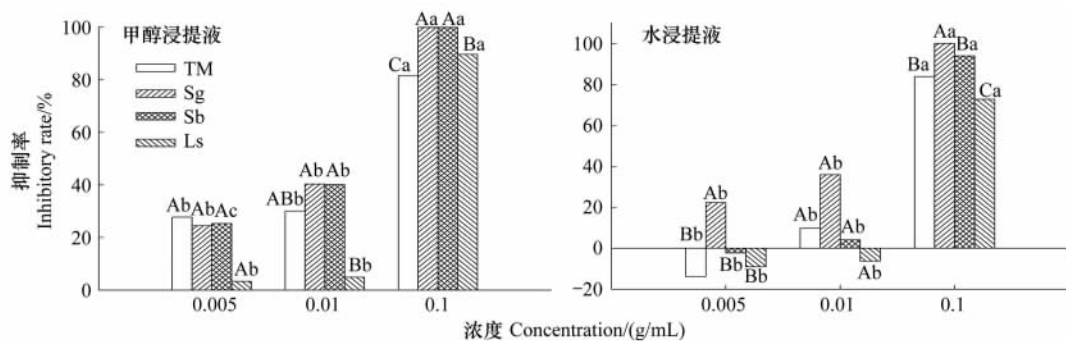 甲醇浸提液
TM
Sg
Sb
Ls
抑制率
Inhibitory rate/%
100
80
60
40
20
0
Ab
Ab
Ac
Ab
ABb
Ab
Ab
Bb
Ca
Aa
Aa
Ba
0.005
0.01
0.1
水浸提液
100
80
60
40
20
0
−20
Bb
Ab
Bb
Bb
Ab
Ab
Ab
Ab
Ba
Aa
Ba
Ca
0.005
0.01
0.1
浓度 Concentration/(g/mL)